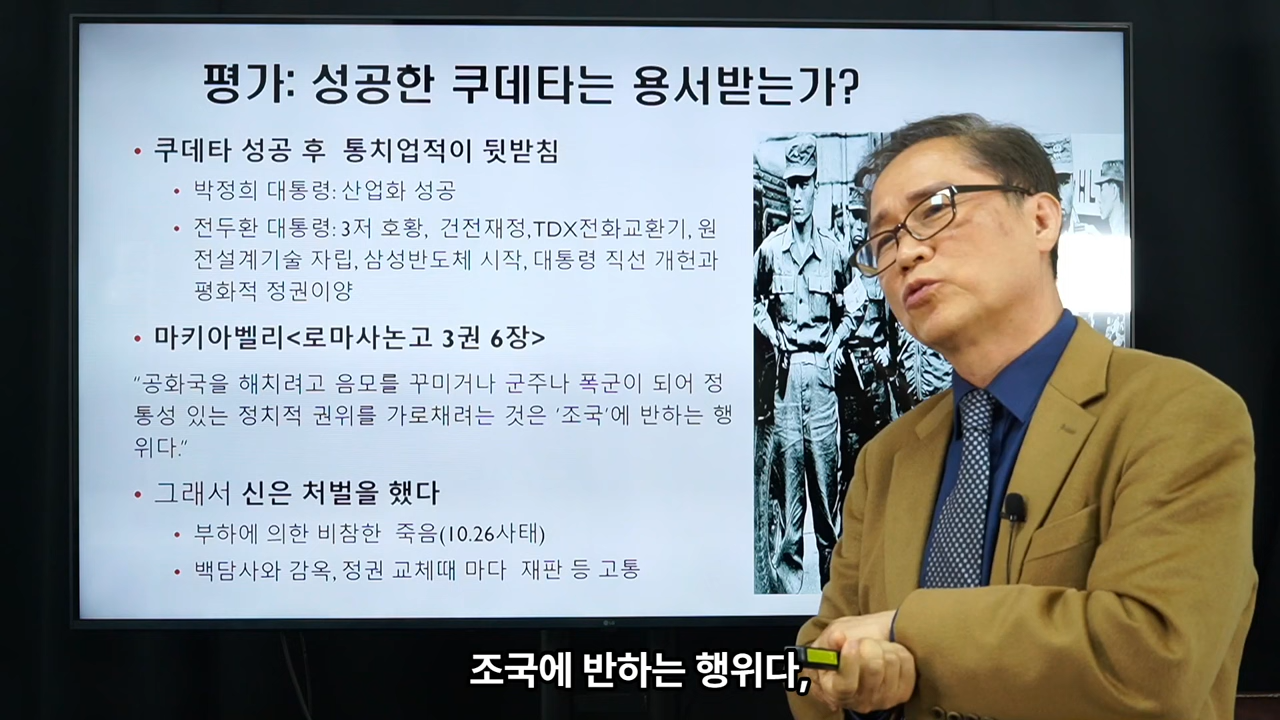 평가: 성공한 쿠데타는 용서받는가?
• 쿠데타 성공 후 통치업적이 뒷받침
• 박정희 대통령: 산업화 성공
• 전두환 대통령: 3저 호황, 건전재정,TDX전화교환기, 원
전설계기술 자립, 삼성반도체 시작, 대통령 직선 개헌과
평화적 정권이양
• 마키아벨리<로마사논고 3권 6장>
“공화국을 해치려고 음모를 꾸미거나 군주나 폭군이 되어 정
통성 있는 정치적 권위를 가로채려는 것은 ‘조국’에 반하는 행
위다.”
• 그래서 신은 처벌을 했다
• 부하에 의한 비참한 죽음(10.26사태)
• 백담사와 감옥, 정권 교체때 마다 재판 등 고통
LG
조국에 반하는 행위다,